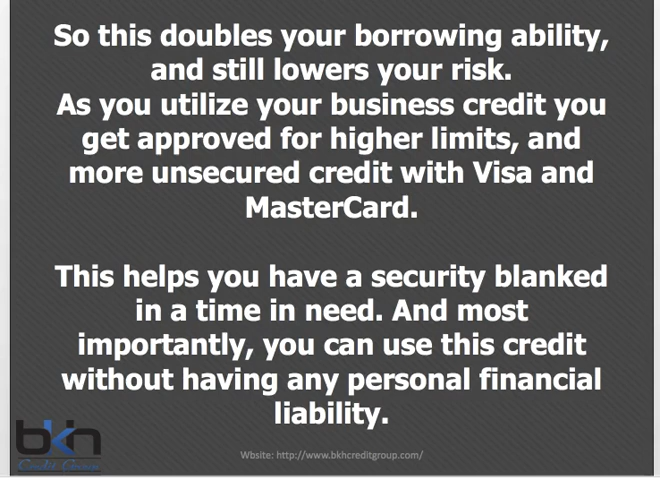 So this doubles your borrowing ability,
and still lowers your risk.
As you utilize your business credit you
get approved for higher limits, and
more unsecured credit with Visa and
MasterCard.
This helps you have a security blanked
in a time in need. And most
importantly, you can use this credit
without having any personal financial
liability.
bkh
Credit Group
Wbsite: http://www.bkhcreditgroup.com/